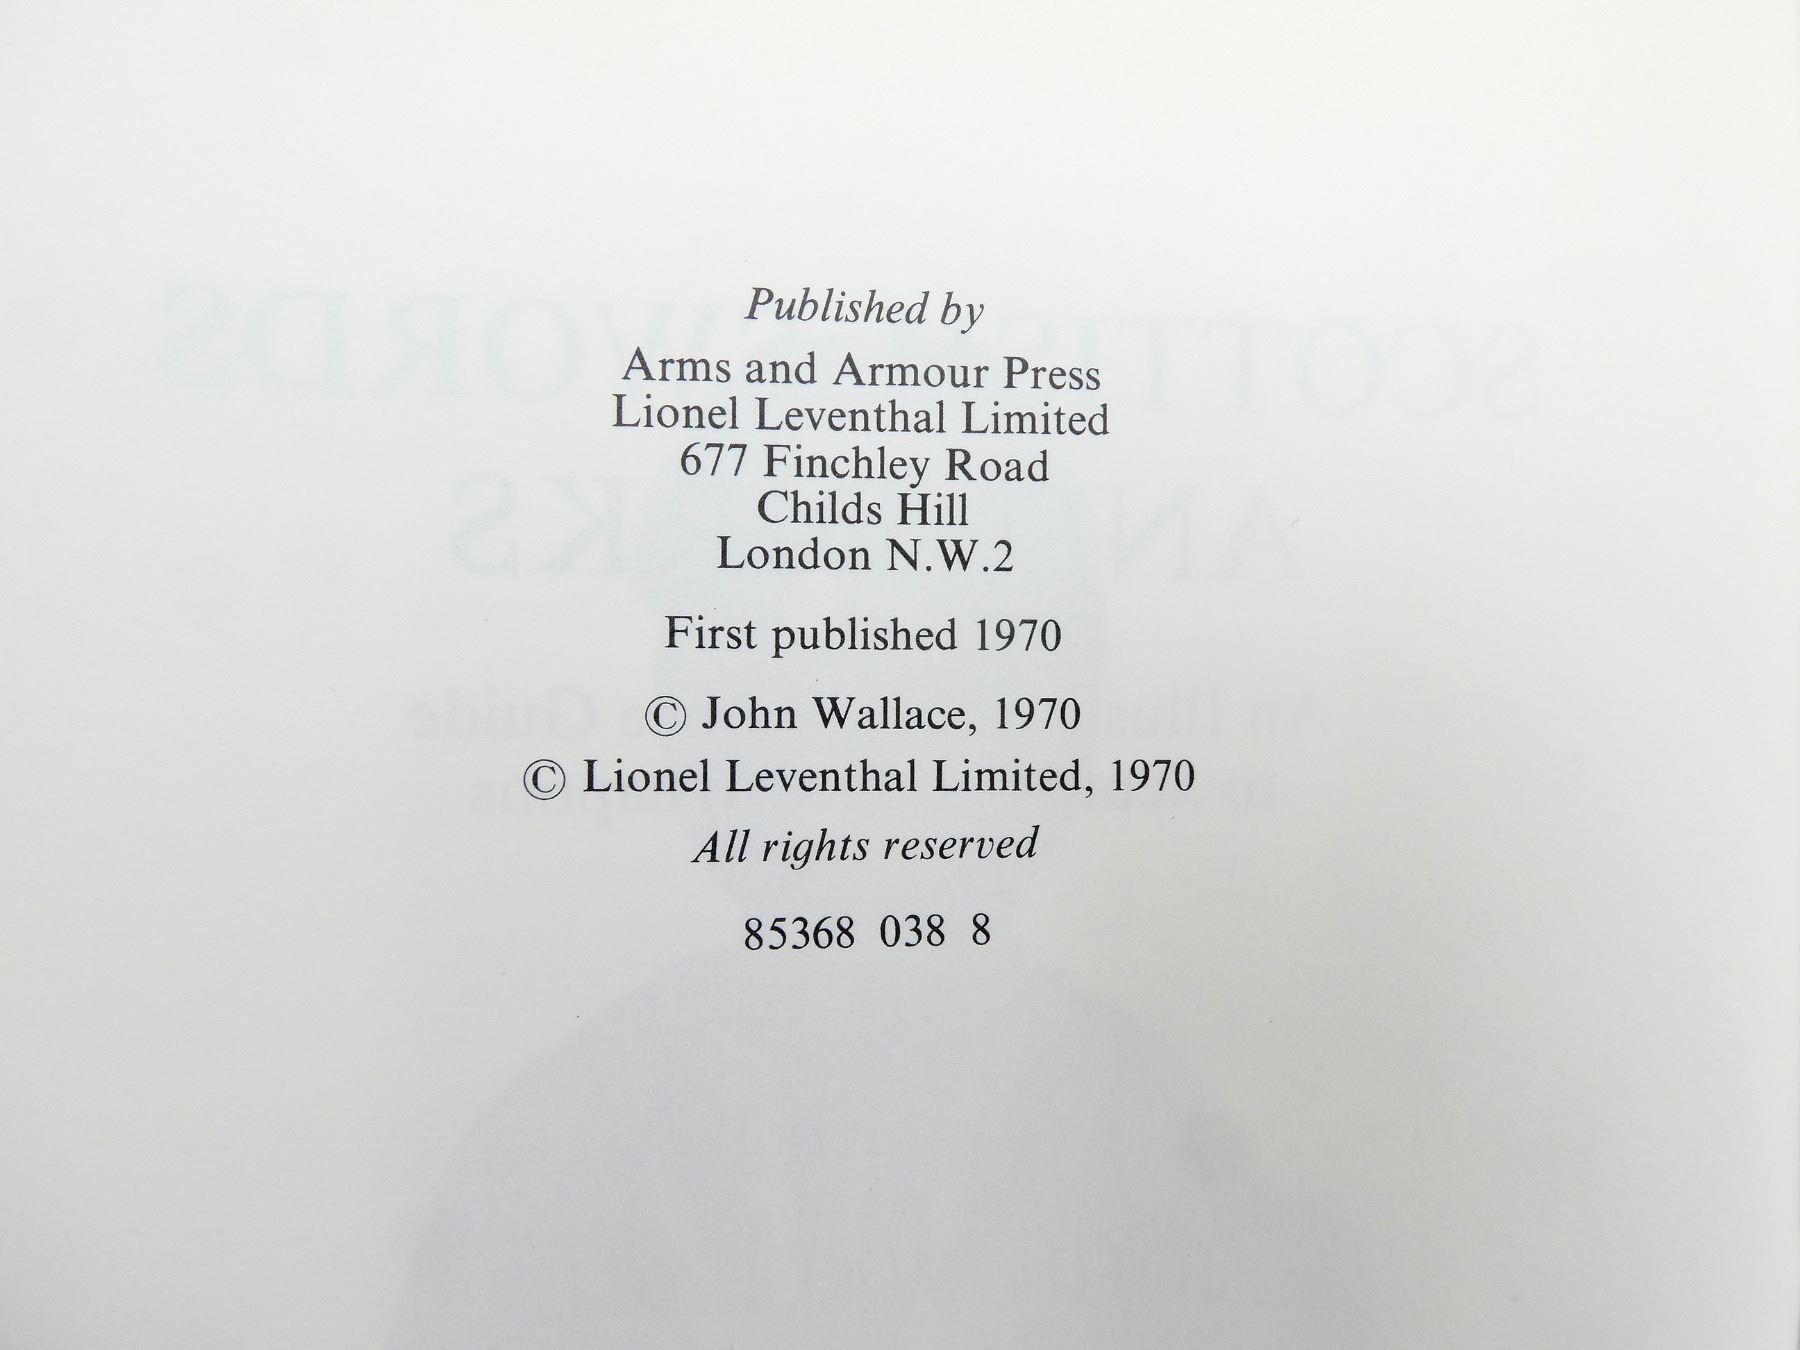 Published by
Arms and Armour Press
Lionel Leventhal Limited
677 Finchley Road
Childs Hill
London N.W.2
First published 1970
© John Wallace, 1970
© Lionel Leventhal Limited, 1970
All rights reserved
85368 038 8